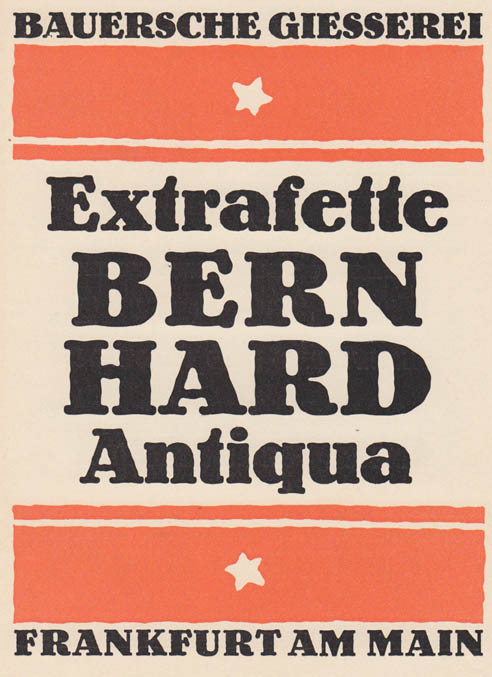 BAUERSCHE GIESSEREI
Extrafette
BERN
HARD
Antiqua
FRANKFURT AM MAIN